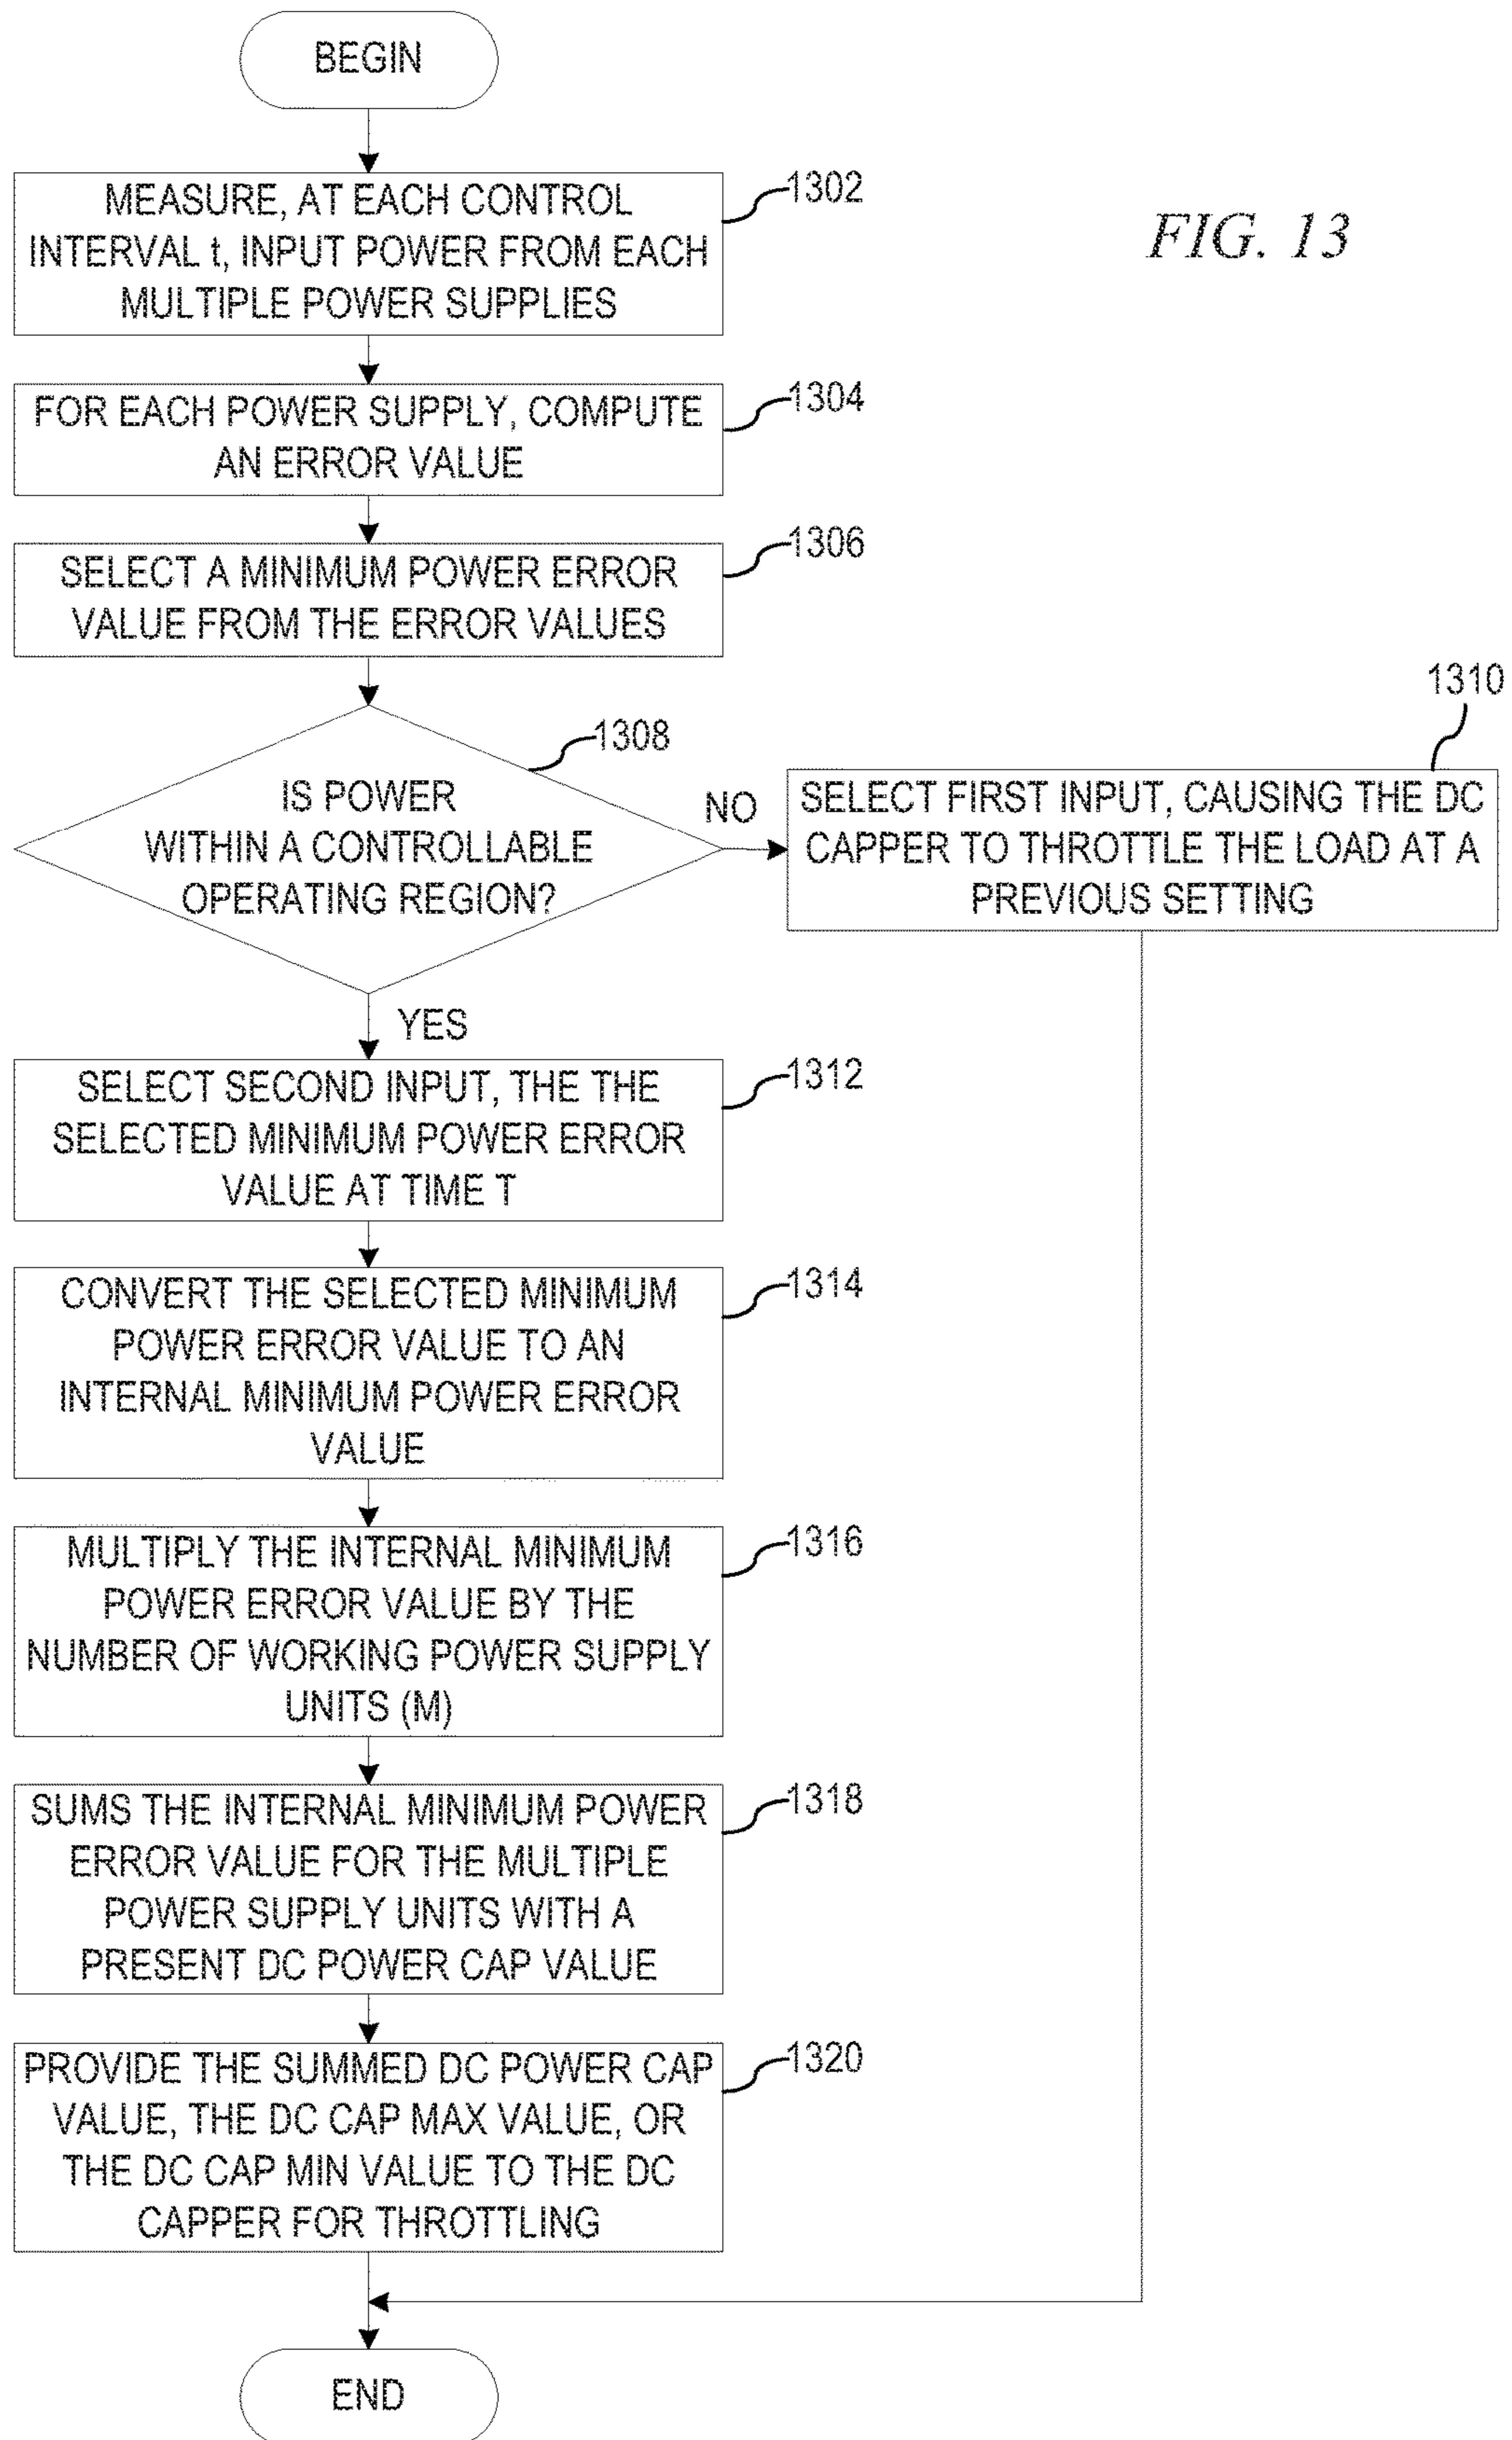 BEGIN
MEASURE, AT EACH CONTROL
INTERVAL t, INPUT POWER FROM EACH
MULTIPLE POWER SUPPLIES
1302
FIG. 13
FOR EACH POWER SUPPLY, COMPUTE
AN ERROR VALUE
1304
SELECT A MINIMUM POWER ERROR
VALUE FROM THE ERROR VALUES
1306
IS POWER
WITHIN A CONTROLLABLE
OPERATING REGION?
1308
NO
1310
SELECT FIRST INPUT, CAUSING THE DC
CAPPER TO THROTTLE THE LOAD AT A
PREVIOUS SETTING
YES
SELECT SECOND INPUT, THE THE
SELECTED MINIMUM POWER ERROR
VALUE AT TIME T
1312
CONVERT THE SELECTED MINIMUM
POWER ERROR VALUE TO AN
INTERNAL MINIMUM POWER ERROR
VALUE
1314
MULTIPLY THE INTERNAL MINIMUM
POWER ERROR VALUE BY THE
NUMBER OF WORKING POWER SUPPLY
UNITS (M)
1316
SUMS THE INTERNAL MINIMUM POWER
ERROR VALUE FOR THE MULTIPLE
POWER SUPPLY UNITS WITH A
PRESENT DC POWER CAP VALUE
1318
PROVIDE THE SUMMED DC POWER CAP
VALUE, THE DC CAP MAX VALUE, OR
THE DC CAP MIN VALUE TO THE DC
CAPPER FOR THROTTLING
1320
END